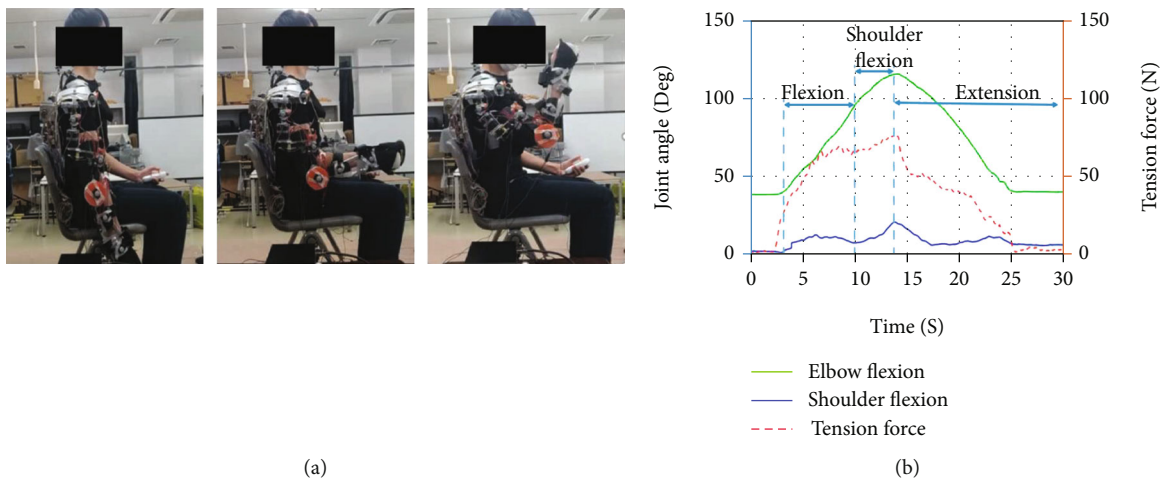 150
100
50
0
Joint angle (Deg)
Shoulder
flexion
Flexion
Extension
150
100
50
0
Tension force (N)
0 5 10 15 20 25 30
Time (S)
Elbow flexion
Shoulder flexion
Tension force
(a)
(b)